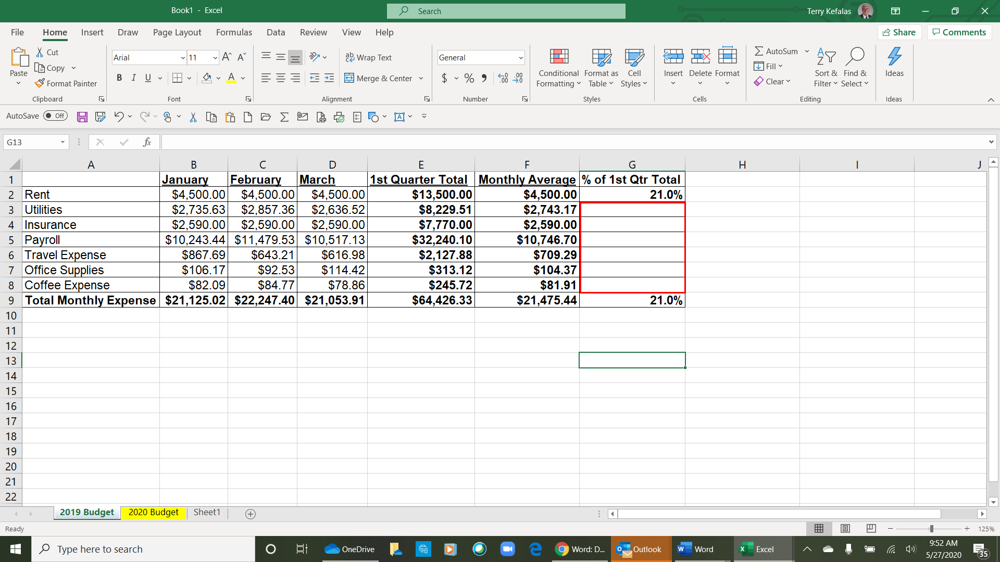 Book1 - Excel
Search
Terry Kefalas
File Home Insert Draw Page Layout Formulas Data Review View Help
Share Comments
Paste
Cut
Copy
Format Painter
Clipboard
Arial 11
B I U
Font
Wrap Text
Merge & Center
Alignment
General
$ % 9
Number
Conditional Formatting
Format as Table
Cell Styles
Styles
Insert Delete Format
Cells
AutoSum
Fill
Clear
Sort & Filter
Find & Select
Editing
Ideas
Ideas
AutoSave Off
G13 fx
A B C D E F G H I J
1 January February March 1st Quarter Total Monthly Average % of 1st Qtr Total
2 Rent $4,500.00 $4,500.00 $4,500.00 $13,500.00 $4,500.00 21.0%
3 Utilities $2,735.63 $2,857.36 $2,636.52 $8,229.51 $2,743.17
4 Insurance $2,590.00 $2,590.00 $2,590.00 $7,770.00 $2,590.00
5 Payroll $10,243.44 $11,479.53 $10,517.13 $32,240.10 $10,746.70
6 Travel Expense $867.69 $643.21 $616.98 $2,127.88 $709.29
7 Office Supplies $106.17 $92.53 $114.42 $313.12 $104.37
8 Coffee Expense $82.09 $84.77 $78.86 $245.72 $81.91
9 Total Monthly Expense $21,125.02 $22,247.40 $21,053.91 $64,426.33 $21,475.44 21.0%
10
11
12
13
14
15
16
17
18
19
20
21
22
2019 Budget 2020 Budget Sheet1
Ready
125%
Type here to search
OneDrive
Word: D...
Outlook
Word
Excel
9:52 AM
5/27/2020
35